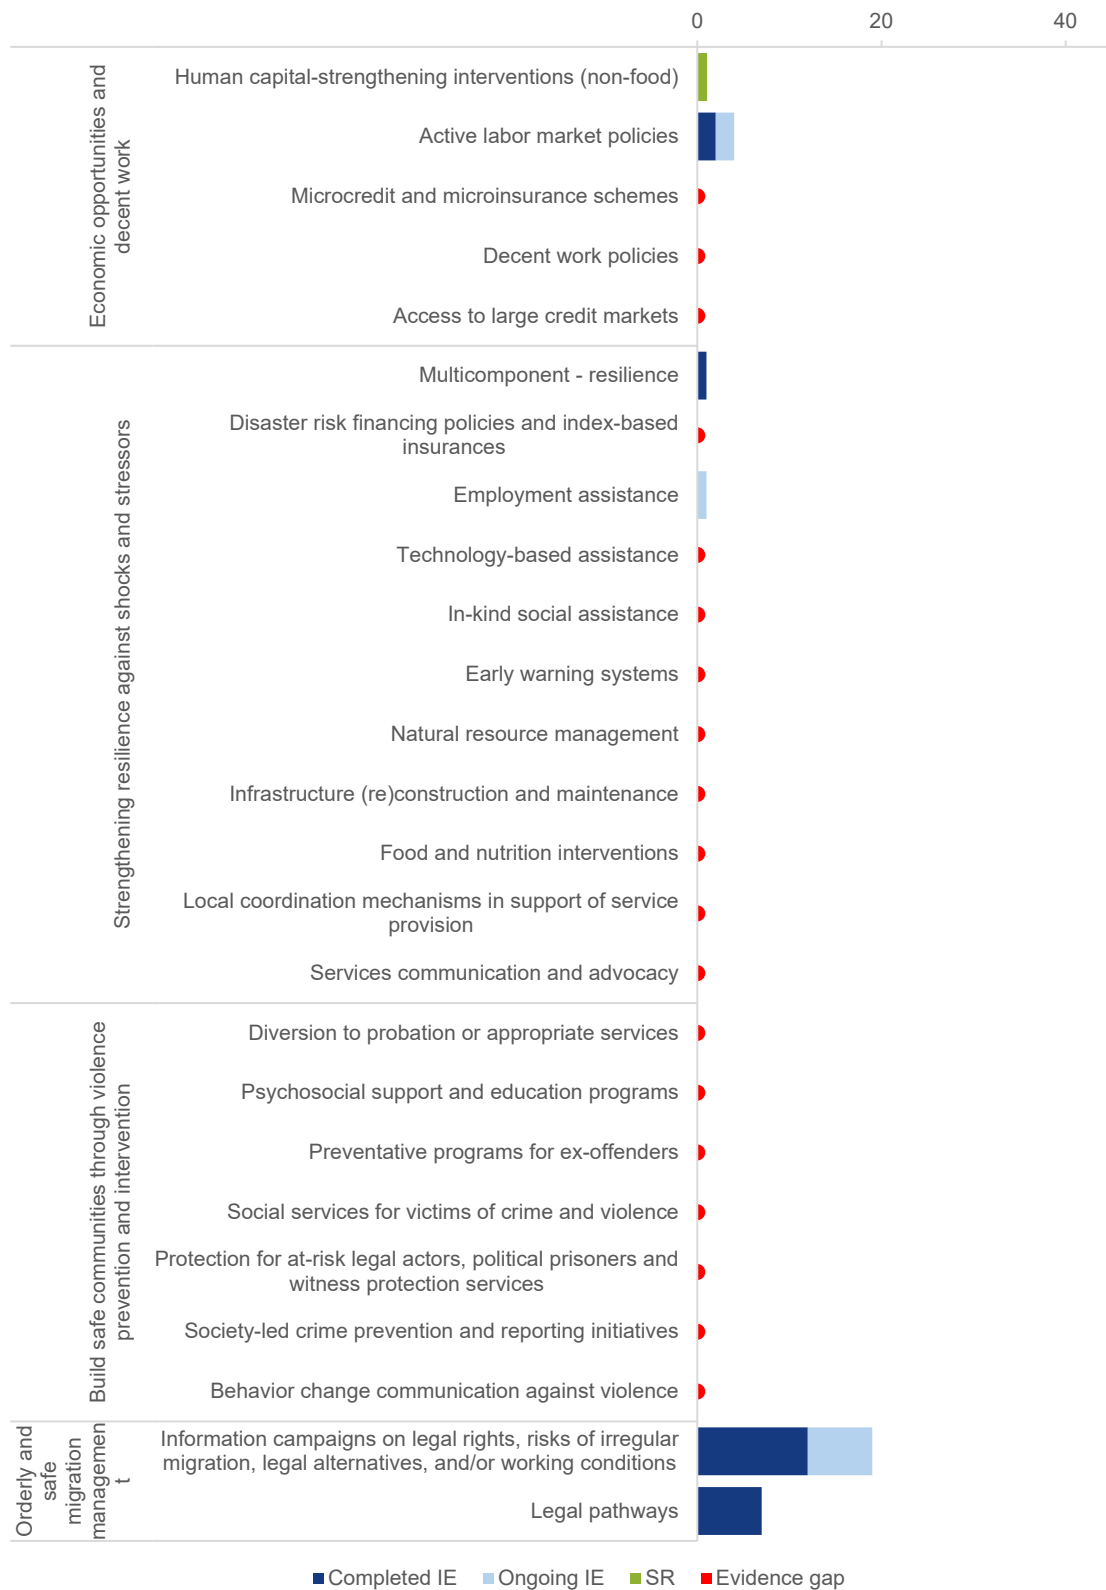 0 20 40
Economic opportunities and
decent work
Human capital-strengthening interventions (non-food)
Active labor market policies
Microcredit and microinsurance schemes
Decent work policies
Access to large credit markets
Strengthening resilience against shocks and stressors
Multicomponent - resilience
Disaster risk financing policies and index-based
insurances
Employment assistance
Technology-based assistance
In-kind social assistance
Early warning systems
Natural resource management
Infrastructure (re)construction and maintenance
Food and nutrition interventions
Local coordination mechanisms in support of service
provision
Services communication and advocacy
Build safe communities through violence
prevention and intervention
Diversion to probation or appropriate services
Psychosocial support and education programs
Preventative programs for ex-offenders
Social services for victims of crime and violence
Protection for at-risk legal actors, political prisoners and
witness protection services
Society-led crime prevention and reporting initiatives
Behavior change communication against violence
Orderly and
safe
migration
managemen
t
Information campaigns on legal rights, risks of irregular
migration, legal alternatives, and/or working conditions
Legal pathways
Completed IE Ongoing IE SR Evidence gap